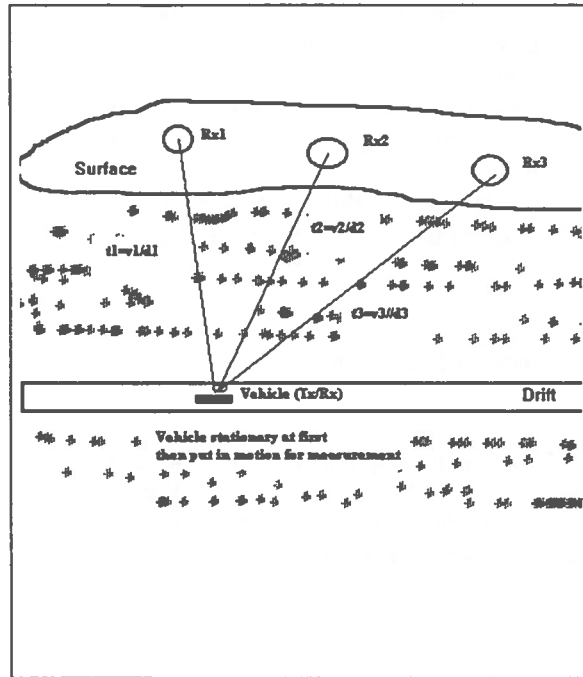 Rx1
Rx2
Rx3
Surface
t2=v2/d2
t1=v1/d1
t3=v3//d3
Vehicle (Tx/Rx)
Drift
Vehicle stationary at first
then put in motion for measurement